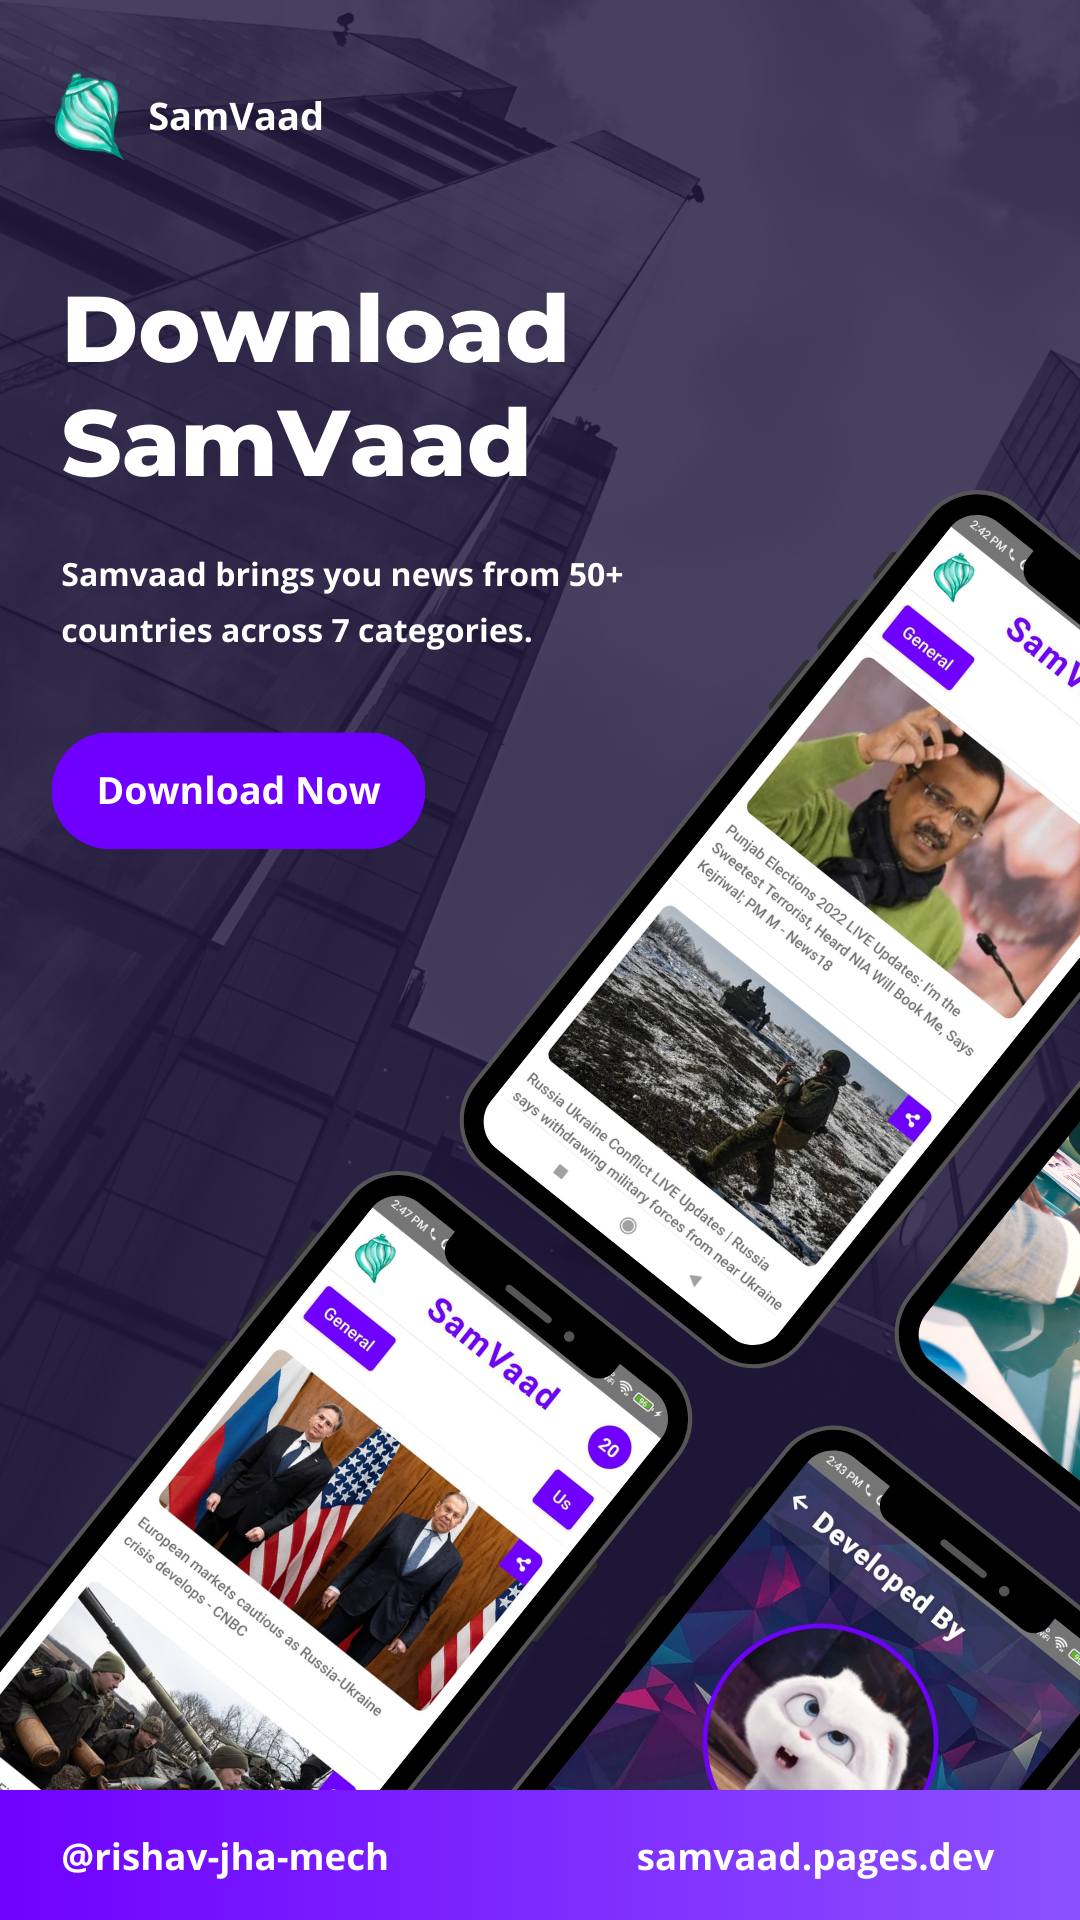 SamVaad
Download
SamVaad
Samvaad brings you news from 50+
countries across 7 categories.
Download Now
2:42 PM
General
Punjab Elections 2022 LIVE Updates: I'm the
Sweetest Terrorist, Heard NIA Will Book Me, Says
Kejriwal; PM M - News18
Russia Ukraine Conflict LIVE Updates | Russia
says withdrawing military forces from near Ukraine
2:47 PM
SamVaad
General
20
Us
European markets cautious as Russia-Ukraine
crisis develops - CNBC
2:43 PM
Developed By
@rishav-jha-mech
samvaad.pages.dev